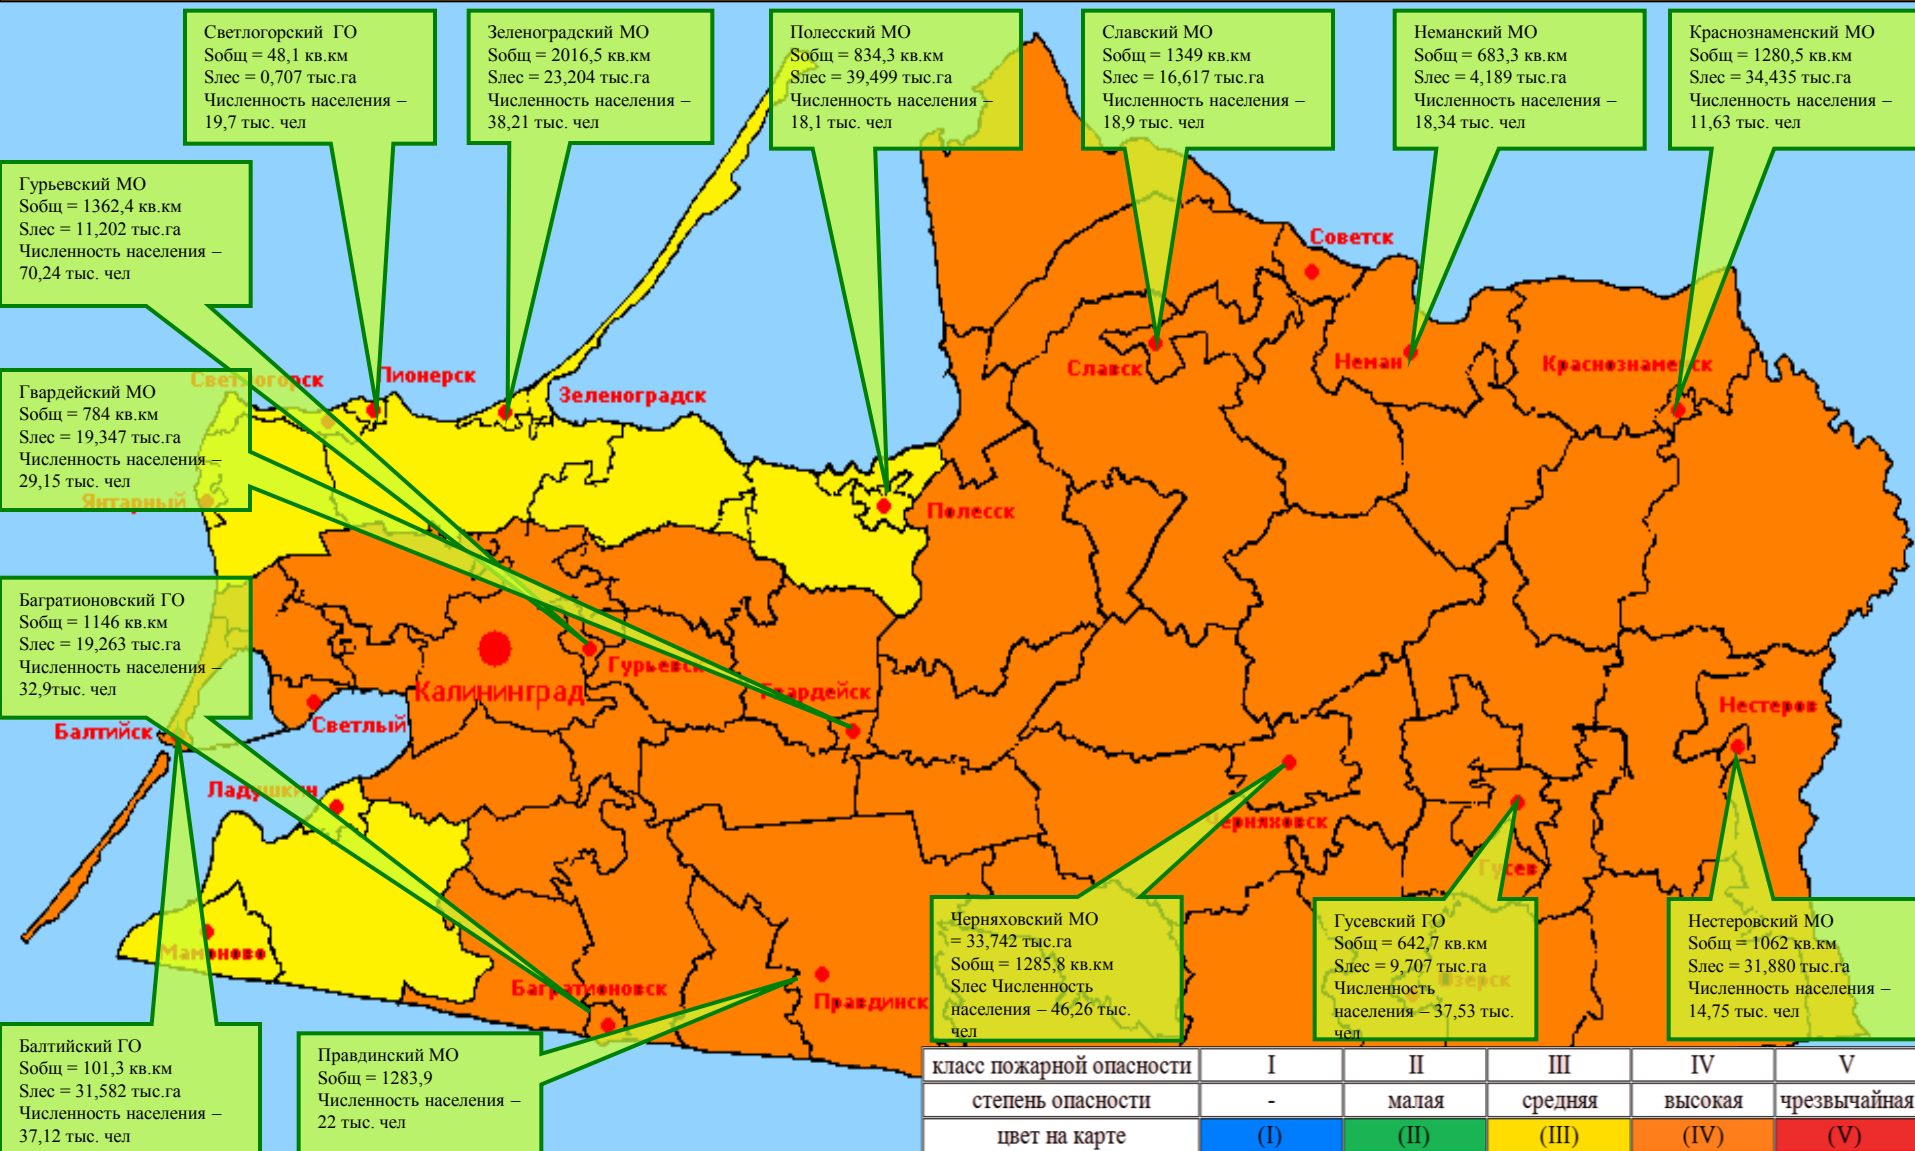 Светлогорский ГО
Sобщ = 48,1 кв.км
Sлес = 0,707 тыс.га
Численность населения –
19,7 тыс. чел
Зеленоградский МО
Sобщ = 2016,5 кв.км
Sлес = 23,204 тыс.га
Численность населения –
38,21 тыс. чел
Полесский МО
Sобщ = 834,3 кв.км
Sлес = 39,499 тыс.га
Численность населения –
18,1 тыс. чел
Славский МО
Sобщ = 1349 кв.км
Sлес = 16,617 тыс.га
Численность населения –
18,9 тыс. чел
Неманский МО
Sобщ = 683,3 кв.км
Sлес = 4,189 тыс.га
Численность населения –
18,34 тыс. чел
Краснознаменский МО
Sобщ = 1280,5 кв.км
Sлес = 34,435 тыс.га
Численность населения –
11,63 тыс. чел
Гурьевский МО
Sобщ = 1362,4 кв.км
Sлес = 11,202 тыс.га
Численность населения –
70,24 тыс. чел
Гвардейский МО
Sобщ = 784 кв.км
Sлес = 19,347 тыс.га
Численность населения –
29,15 тыс. чел
Багратионовский ГО
Sобщ = 1146 кв.км
Sлес = 19,263 тыс.га
Численность населения –
32,9тыс. чел
Балтийский ГО
Sобщ = 101,3 кв.км
Sлес = 31,582 тыс.га
Численность населения –
37,12 тыс. чел
Правдинский МО
Sобщ = 1283,9
Численность населения –
22 тыс. чел
Черняховский МО
= 33,742 тыс.га
Sобщ = 1285,8 кв.км
Sлес Численность
населения – 46,26 тыс.
чел
Гусевский ГО
Sобщ = 642,7 кв.км
Sлес = 9,707 тыс.га
Численность
населения – 37,53 тыс.
чел
Нестеровский МО
Sобщ = 1062 кв.км
Sлес = 31,880 тыс.га
Численность населения –
14,75 тыс. чел
Светлогорск
Пионерск
Зеленоградск
Янтарный
Полесск
Славск
Советск
Неман
Краснознаменск
Калининград
Гурьевск
Гвардейск
Светлый
Балтийск
Ладушкин
Мамоново
Багратионовск
Правдинск
Черняховск
Гусев
Озерск
Нестеров
класс пожарной опасности I II III IV V
степень опасности - малая средняя высокая чрезвычайная
цвет на карте (I) (II) (III) (IV) (V)